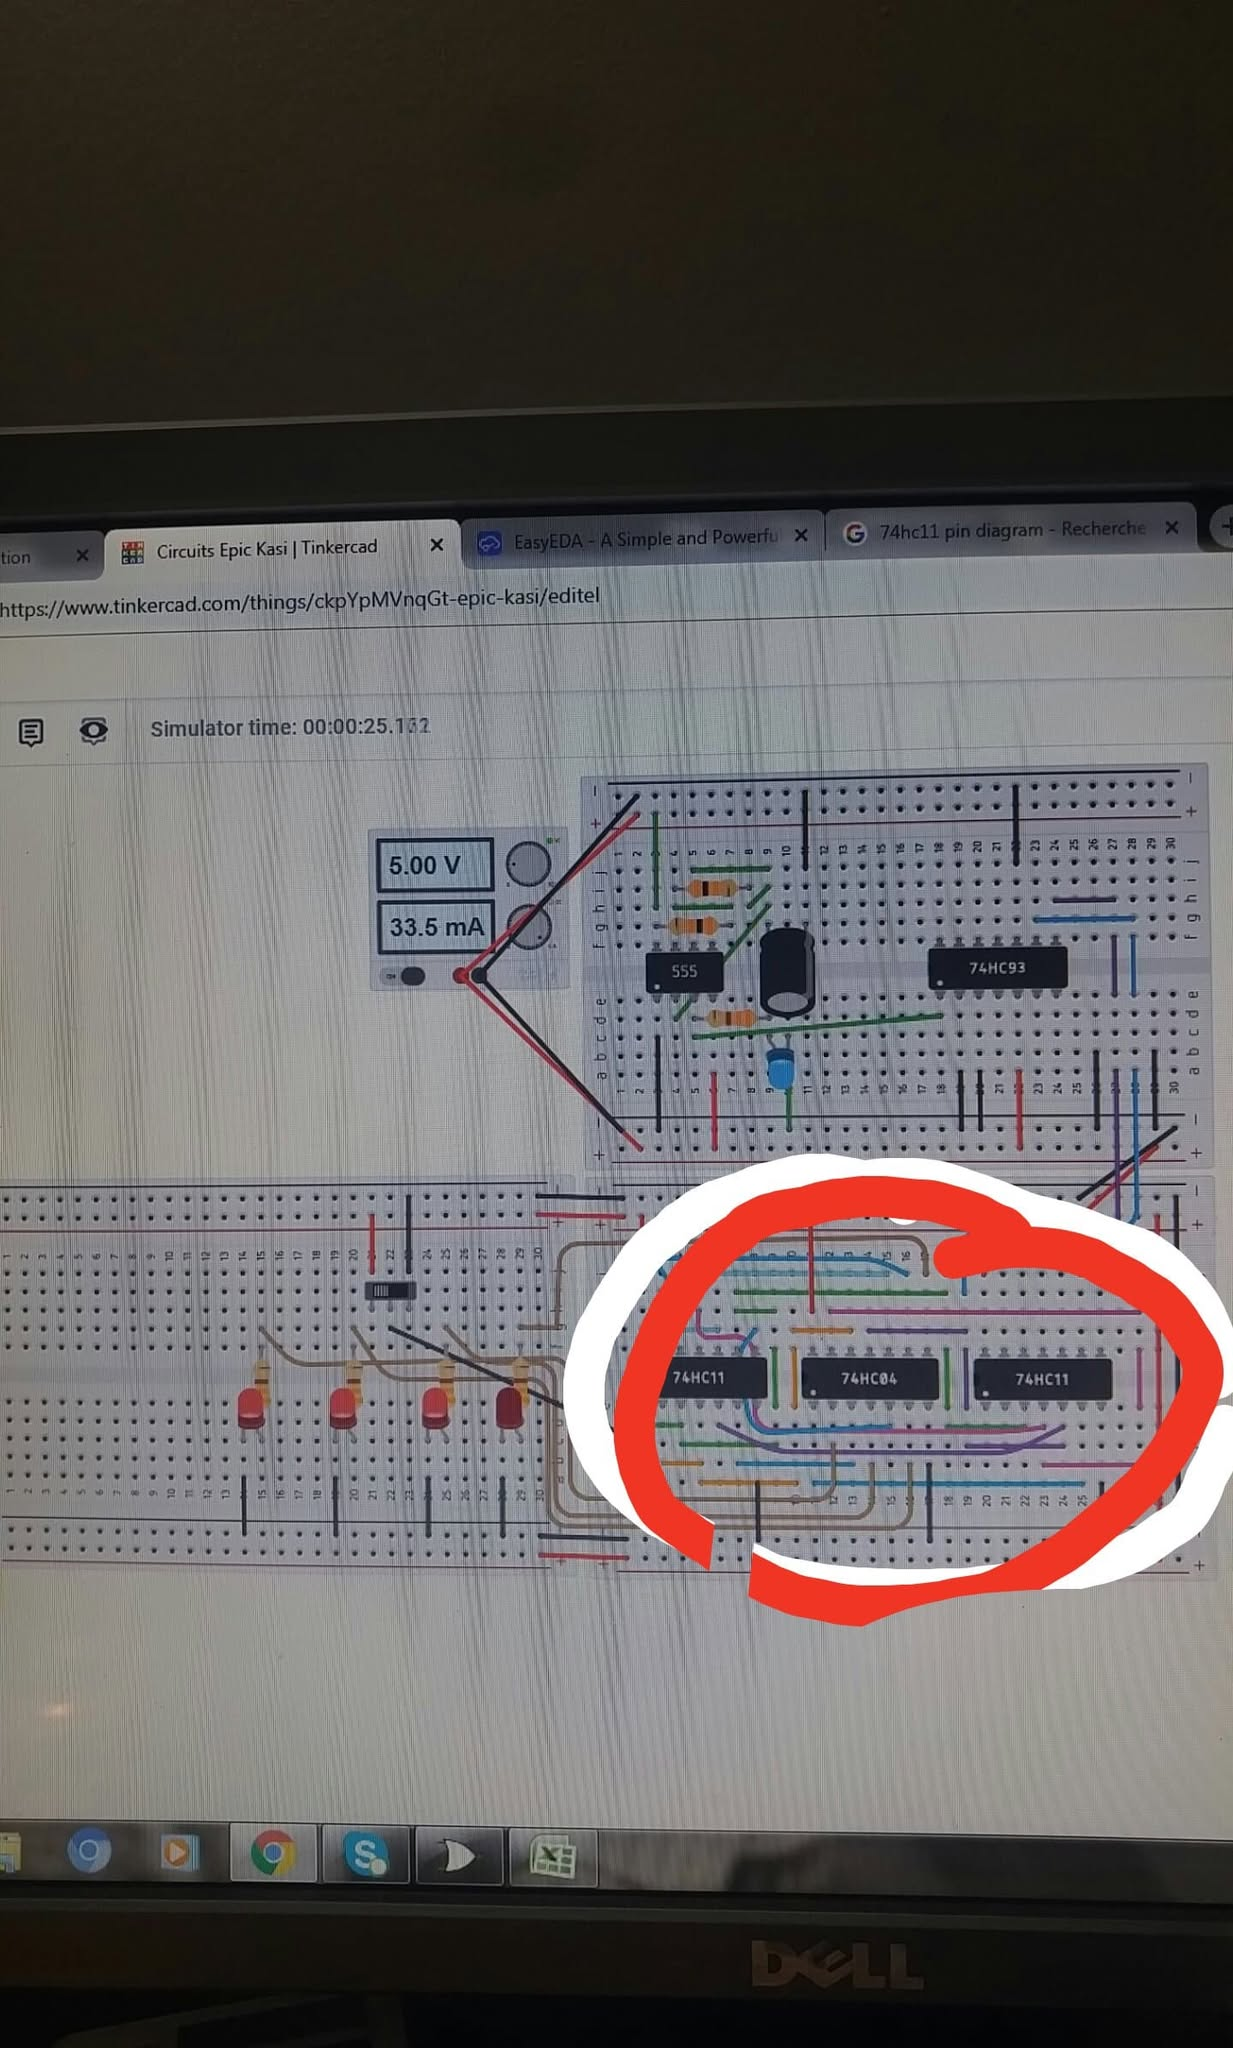 tion
Circuits Epic Kasi | Tinkercad
EasyEDA - A Simple and Powerfu
74hc11 pin diagram - Recherche
https://www.tinkercad.com/things/ckpYpMVnqGt-epic-kasi/editel
Simulator time: 00:00:25.132
5.00 V
33.5 mA
555
74HC93
74HC11
74HC04
74HC11
DELL